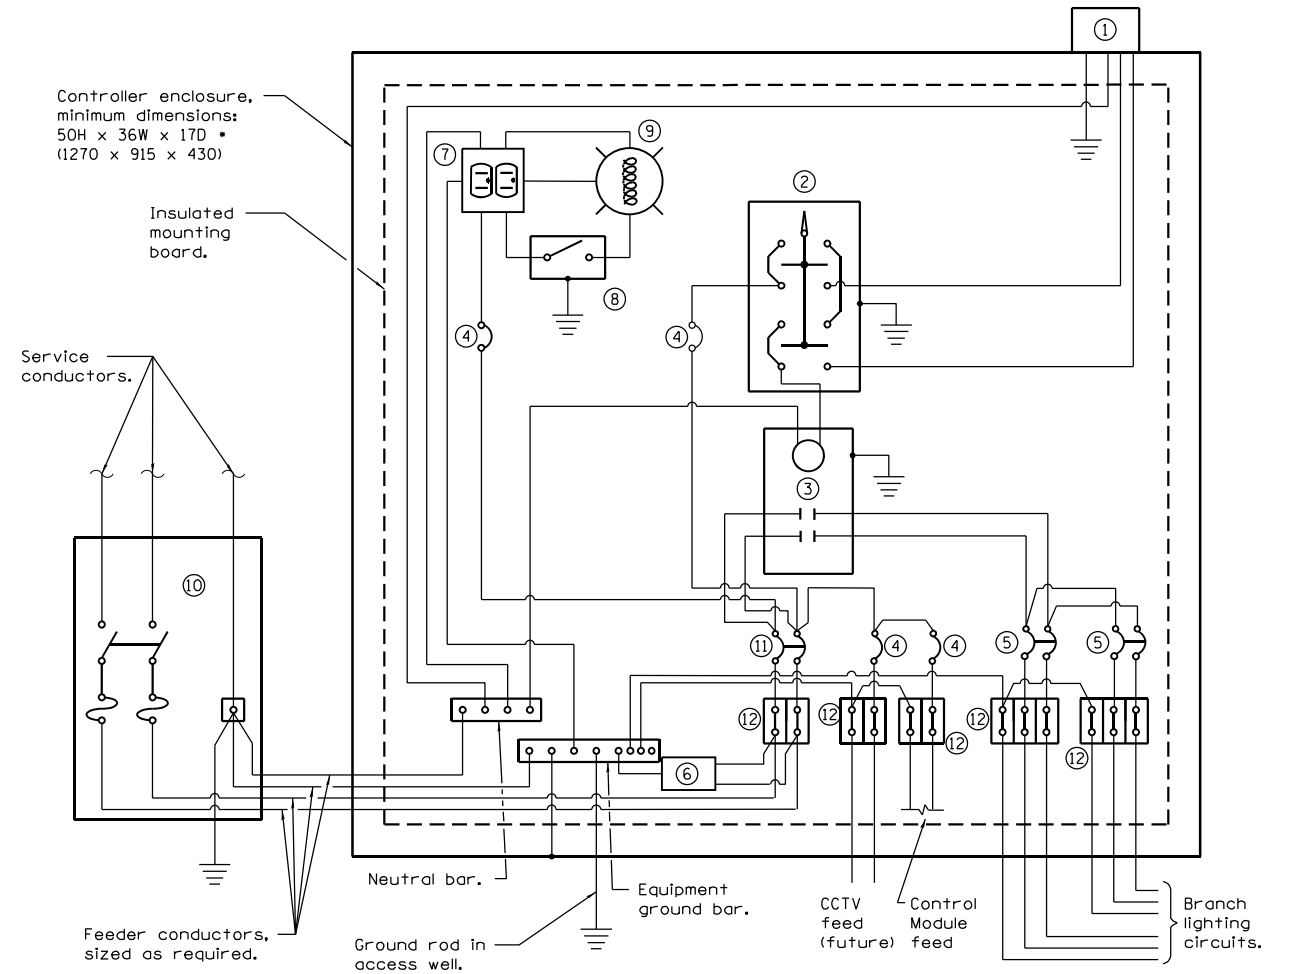 1
Controller enclosure,
minimum dimensions:
50H x 36W x 17D *
(1270 x 915 x 430)
9
7
2
Insulated
mounting
board.
8
4
4
Service
conductors.
3
10
11
4
4
5
5
12
12
12
12
12
6
Neutral bar.
Equipment
ground bar.
CCTV
feed
(future)
Control
Module
feed
Branch
lighting
circuits.
Feeder conductors,
sized as required.
Ground rod in
access well.